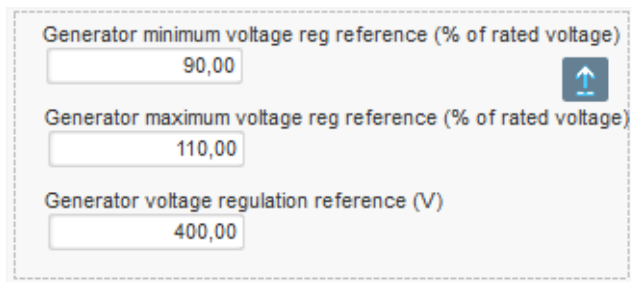 Generator minimum voltage reg reference (% of rated voltage)
90,00
Generator maximum voltage reg reference (% of rated voltage)
110,00
Generator voltage regulation reference (V)
400,00